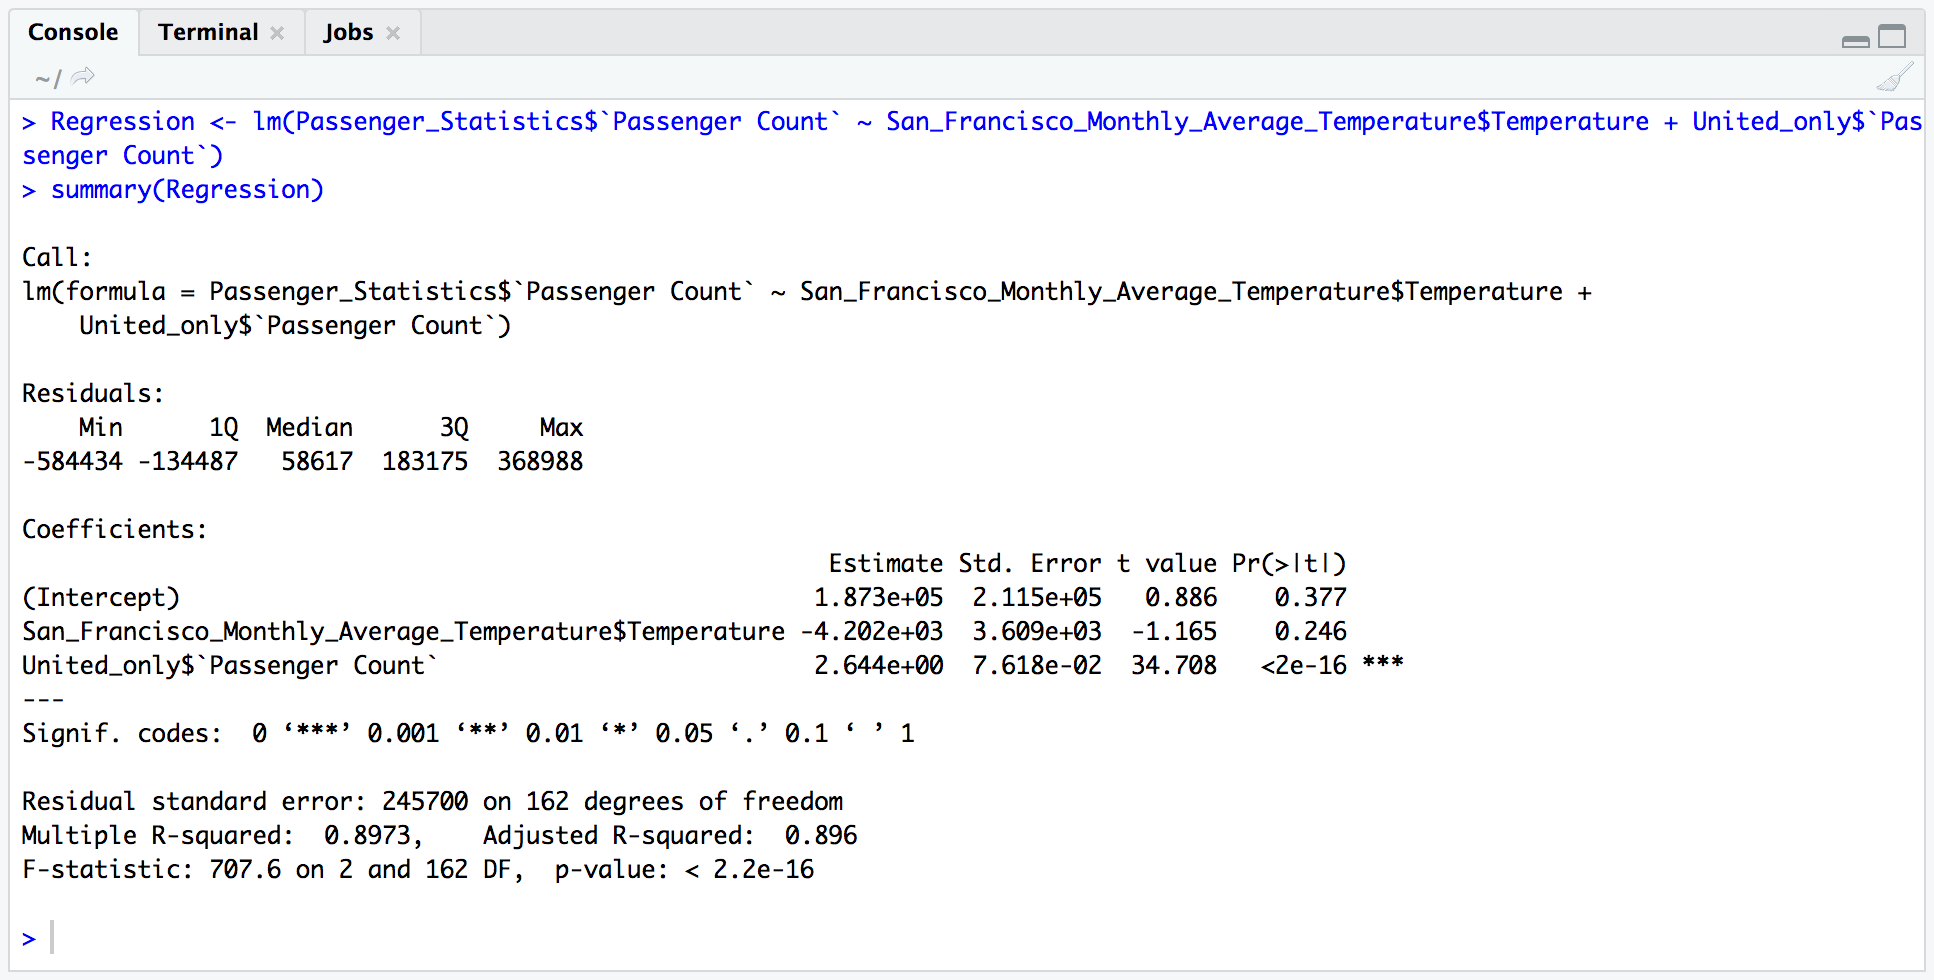 Console Terminal Jobs
~/
> Regression <- lm(Passenger_Statistics$`Passenger Count` ~ San_Francisco_Monthly_Average_Temperature$Temperature + United_only$`Pas
senger Count`)
> summary(Regression)
Call:
lm(formula = Passenger_Statistics$`Passenger Count` ~ San_Francisco_Monthly_Average_Temperature$Temperature +
    United_only$`Passenger Count`)
Residuals:
    Min      1Q  Median      3Q     Max
-584434 -134487   58617  183175  368988
Coefficients:
                                                        Estimate Std. Error t value Pr(>|t|)
(Intercept)                                            1.873e+05  2.115e+05   0.886    0.377
San_Francisco_Monthly_Average_Temperature$Temperature -4.202e+03  3.609e+03  -1.165    0.246
United_only$`Passenger Count`                          2.644e+00  7.618e-02  34.708   <2e-16 ***
---
Signif. codes:  0 ‘***’ 0.001 ‘**’ 0.01 ‘*’ 0.05 ‘.’ 0.1 ‘ ’ 1
Residual standard error: 245700 on 162 degrees of freedom
Multiple R-squared:  0.8973,    Adjusted R-squared:  0.896
F-statistic: 707.6 on 2 and 162 DF,  p-value: < 2.2e-16
>